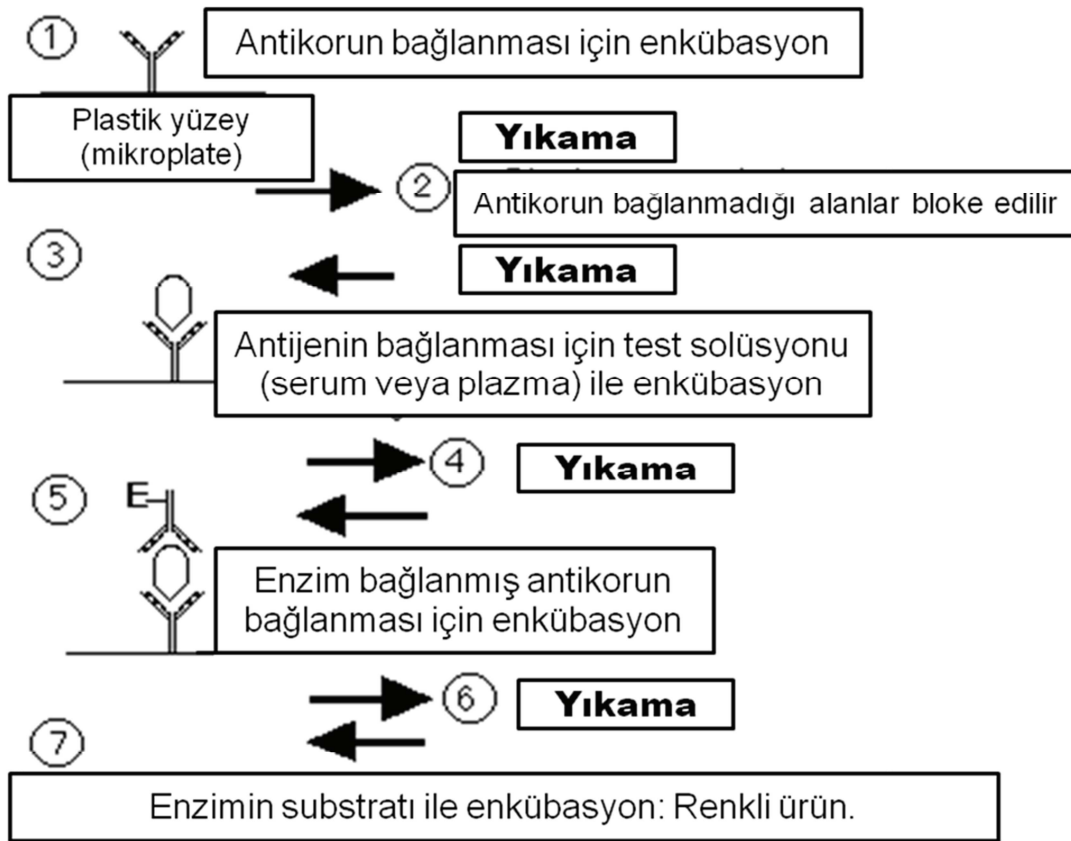 1
Antikorun bağlanması için enkübasyon
Plastik yüzey
(mikroplate)
Yıkama
2
Antikorun bağlanmadığı alanlar bloke edilir
3
Yıkama
Antijenin bağlanması için test solüsyonu
(serum veya plazma) ile enkübasyon
4
Yıkama
5
E
Enzim bağlanmış antikorun
bağlanması için enkübasyon
6
Yıkama
7
Enzimin substratı ile enkübasyon: Renkli ürün.